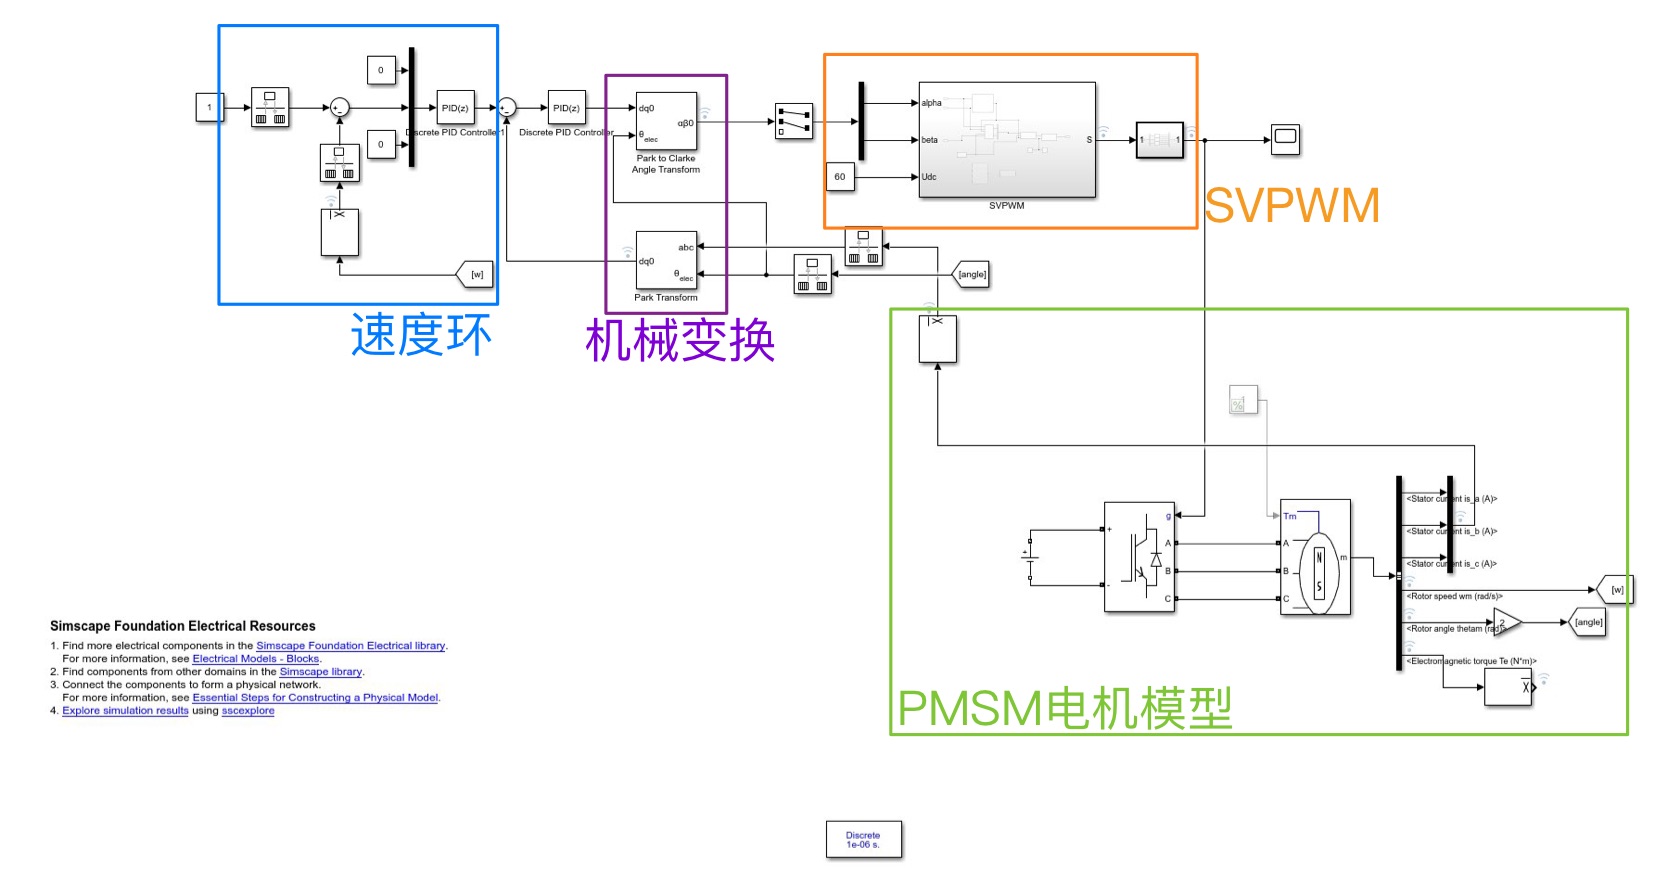 0
1
PID(z)
Discrete PID Controller1
PID(z)
Discrete PID Controller
0
[w]
速度环
dq0
θelec
αβ0
Park to Clarke
Angle Transform
abc
dq0
θelec
Park Transform
机械变换
alpha
beta
Udc
S
60
SVPWM
1
1
SVPWM
[angle]
g
+
-
A
B
C
+
Tm
A
B
C
N
S
m
<Stator current is_a (A)>
<Stator current is_b (A)>
<Stator current is_c (A)>
<Rotor speed wm (rad/s)>
[w]
<Rotor angle thetam (rad)>
2
[angle]
<Electromagnetic torque Te (N*m)>
PMSM电机模型
Simscape Foundation Electrical Resources
1. Find more electrical components in the Simscape Foundation Electrical library.
For more information, see Electrical Models - Blocks.
2. Find components from other domains in the Simscape library.
3. Connect the components to form a physical network.
For more information, see Essential Steps for Constructing a Physical Model.
4. Explore simulation results using sscexplore
Discrete
1e-06 s.